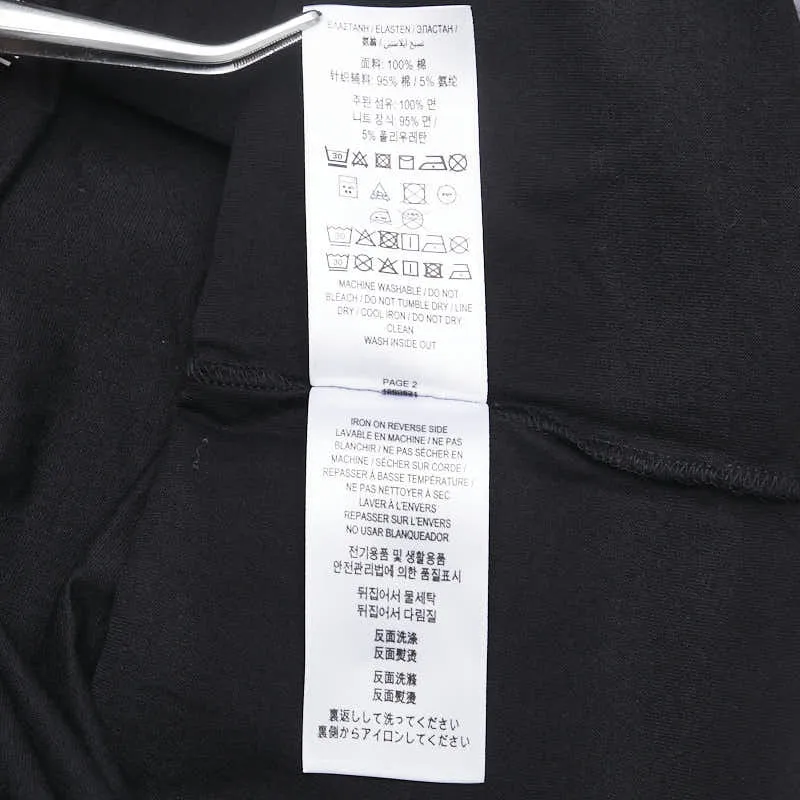 ΕΛΑΣΤΑΝΗ / ELASTEN / ЭЛАСТАН /
面料: 100% 棉
针织辅料: 95% 棉 / 5% 氨纶
주된 섬유: 100% 면
니트 장식: 95% 면 /
5% 폴리우레탄
30
30
30
MACHINE WASHABLE / DO NOT
BLEACH / DO NOT TUMBLE DRY / LINE
DRY / COOL IRON / DO NOT DRY
CLEAN
WASH INSIDE OUT
PAGE 2
IRON ON REVERSE SIDE
LAVABLE EN MACHINE / NE PAS
BLANCHIR / NE PAS SÉCHER EN
MACHINE / SÉCHER SUR CORDE /
REPASSER À BASSE TEMPÉRATURE /
NE PAS NETTOYER À SEC
LAVER À L'ENVERS
REPASSER SUR L'ENVERS
NO USAR BLANQUEADOR
전기용품 및 생활용품
안전관리법에 의한 품질표시
뒤집어서 물세탁
뒤집어서 다림질
反面洗涤
反面熨烫
反面洗滌
反面熨燙
裏返しして洗ってください
裏側からアイロンしてください